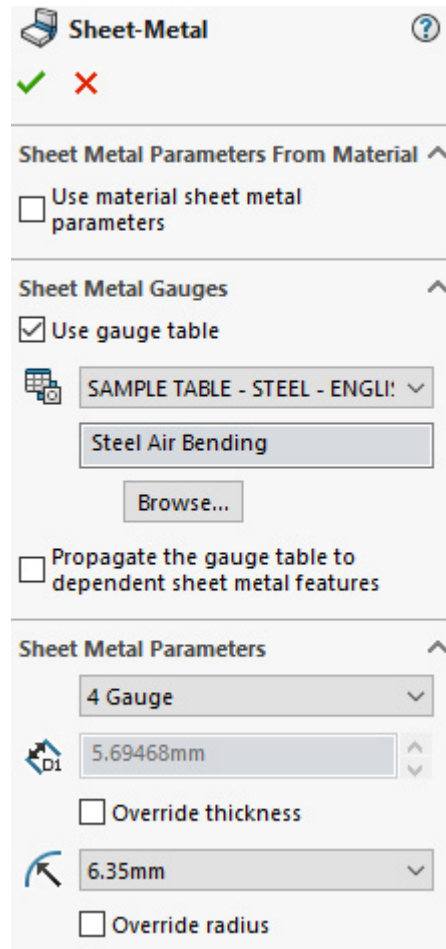 Sheet-Metal
Sheet Metal Parameters From Material
Use material sheet metal
parameters
Sheet Metal Gauges
Use gauge table
SAMPLE TABLE - STEEL - ENGLI
Steel Air Bending
Browse...
Propagate the gauge table to
dependent sheet metal features
Sheet Metal Parameters
4 Gauge
D1
5.69468mm
Override thickness
6.35mm
Override radius